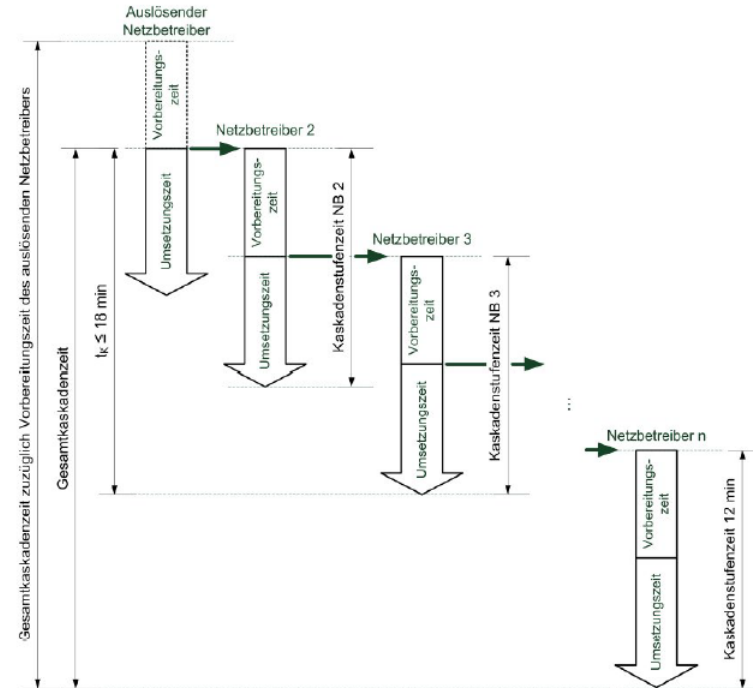 Auslösender
Netzbetreiber
Vorbereitungs-
zeit
Umsetzungszeit
Netzbetreiber 2
Vorbereitungs-
zeit
Umsetzungszeit
Netzbetreiber 3
Vorbereitungs-
zeit
Umsetzungszeit
...
Netzbetreiber n
Vorbereitungs-
zeit
Umsetzungszeit
Gesamtkaskadenzeit zuzüglich Vorbereitungszeit des auslösenden Netzbetreibers
Gesamtkaskadenzeit
tK ≤ 18 min
Kaskadenstufenzeit NB 2
Kaskadenstufenzeit NB 3
Kaskadenstufenzeit 12 min